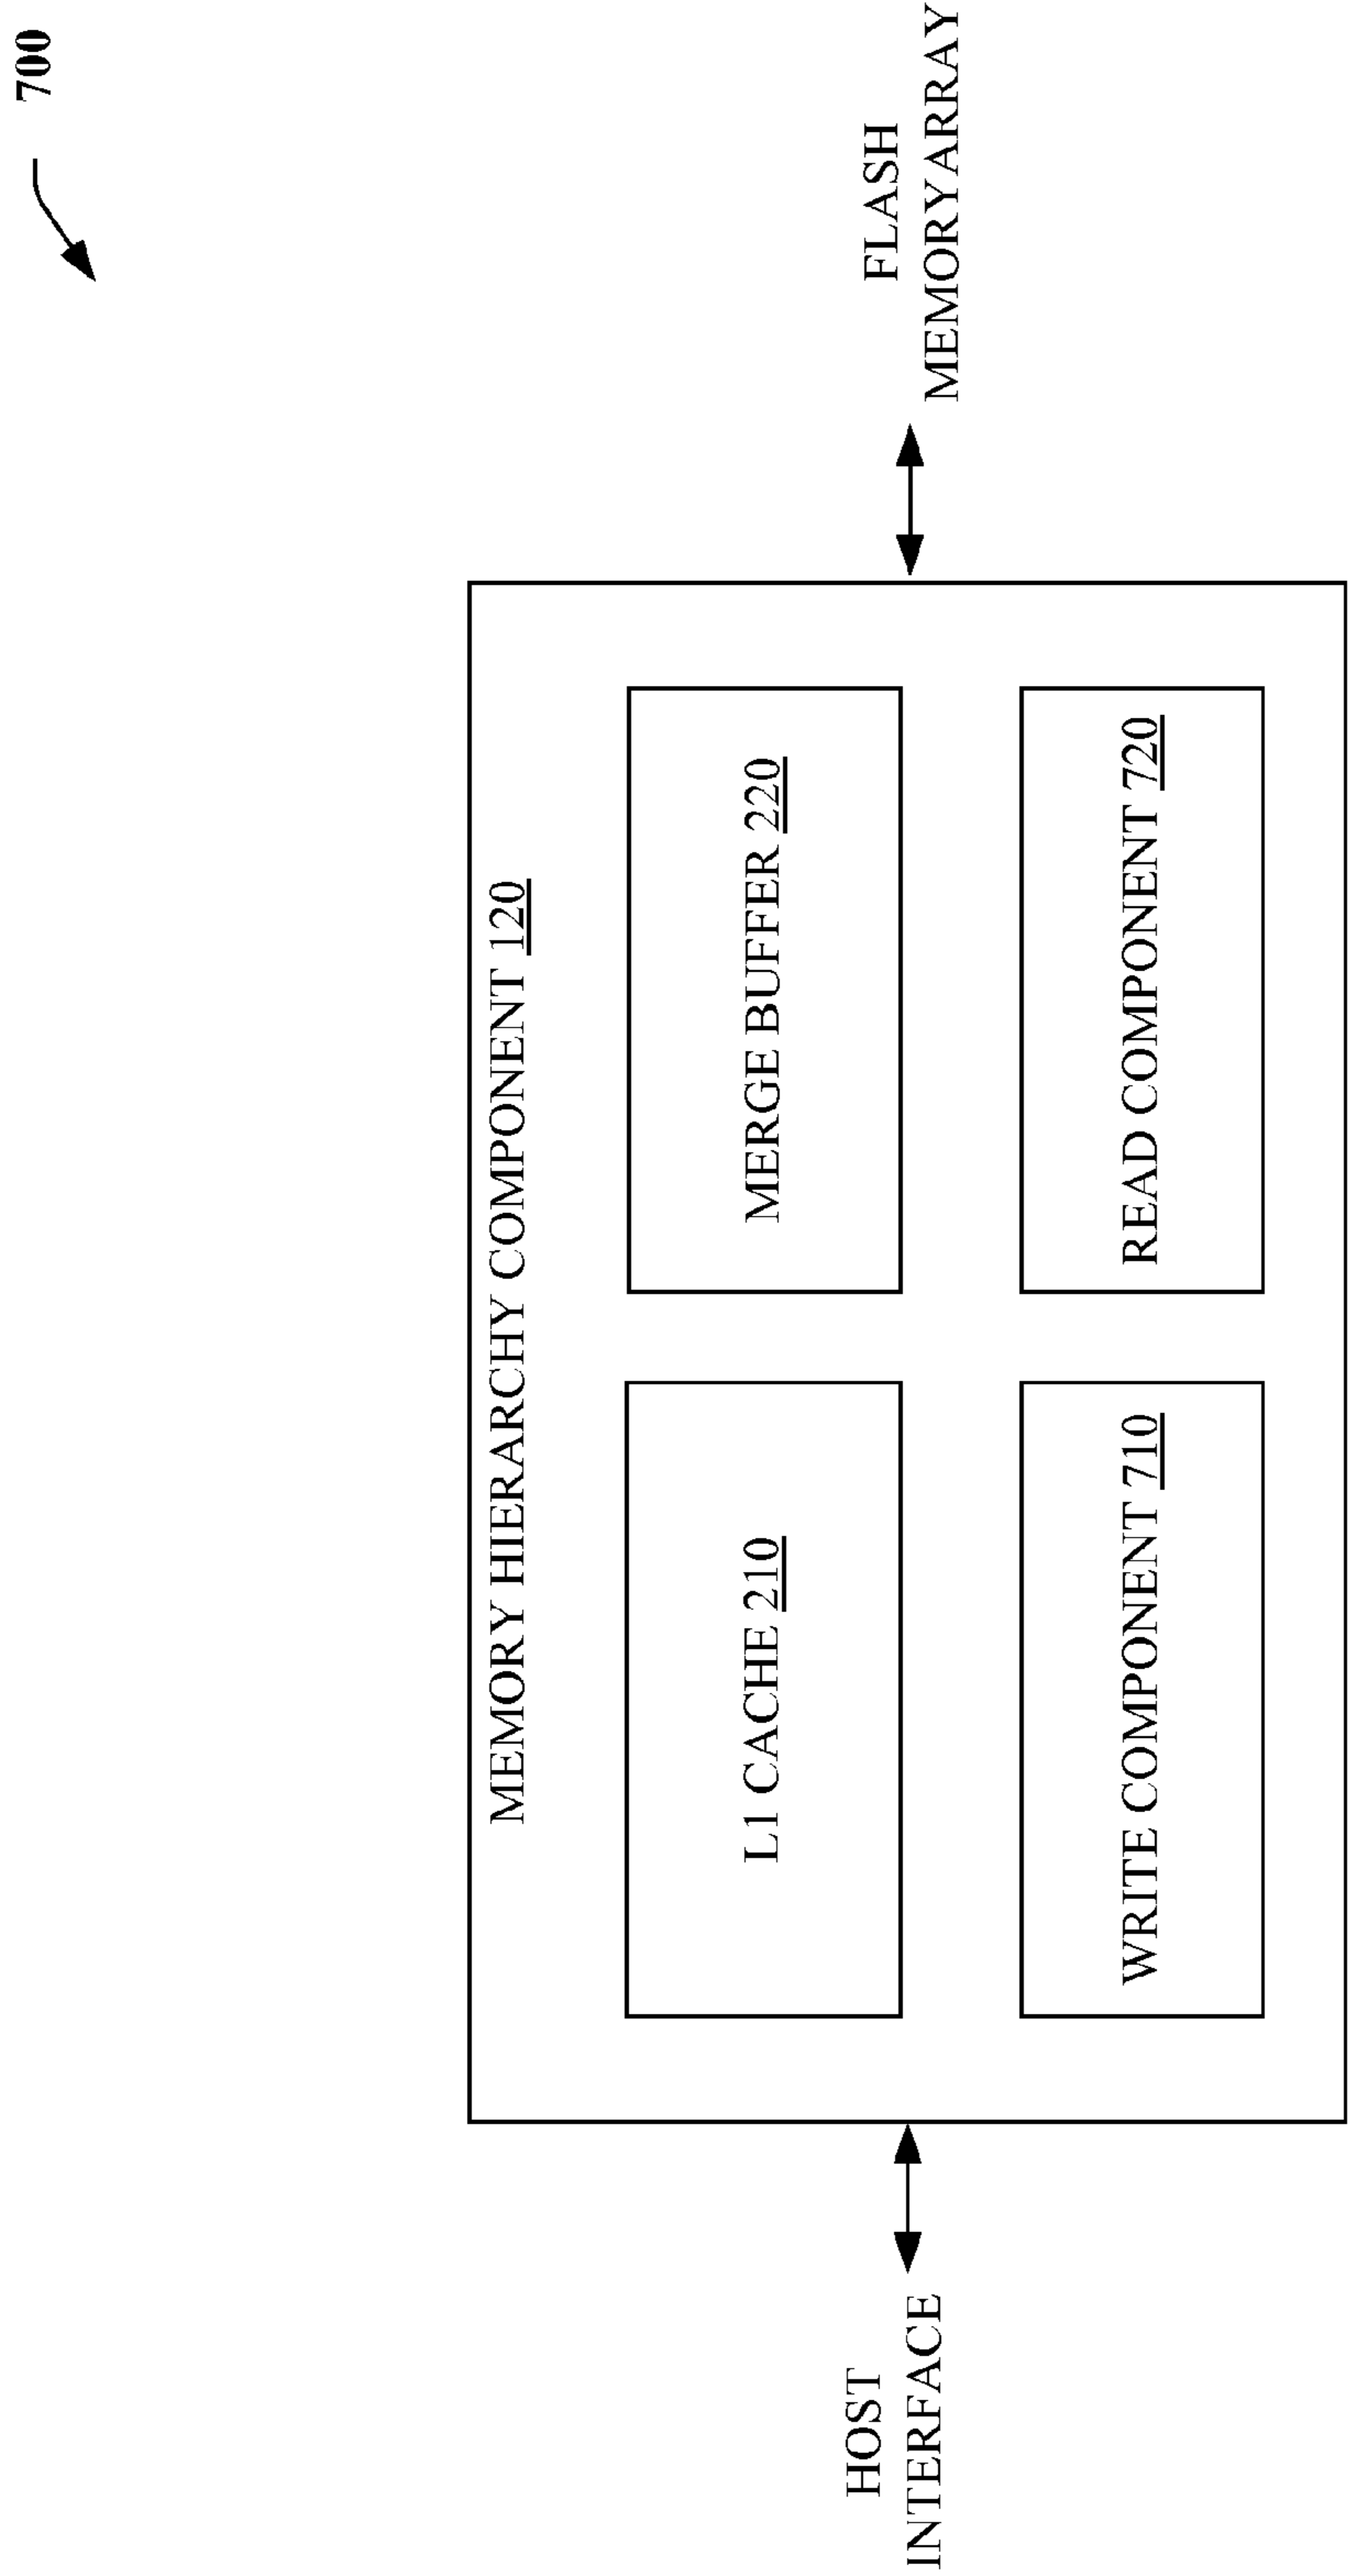 700
MEMORY HIERARCHY COMPONENT 120
L1 CACHE 210
MERGE BUFFER 220
HOST
INTERFACE
FLASH
MEMORY ARRAY
WRITE COMPONENT 710
READ COMPONENT 720